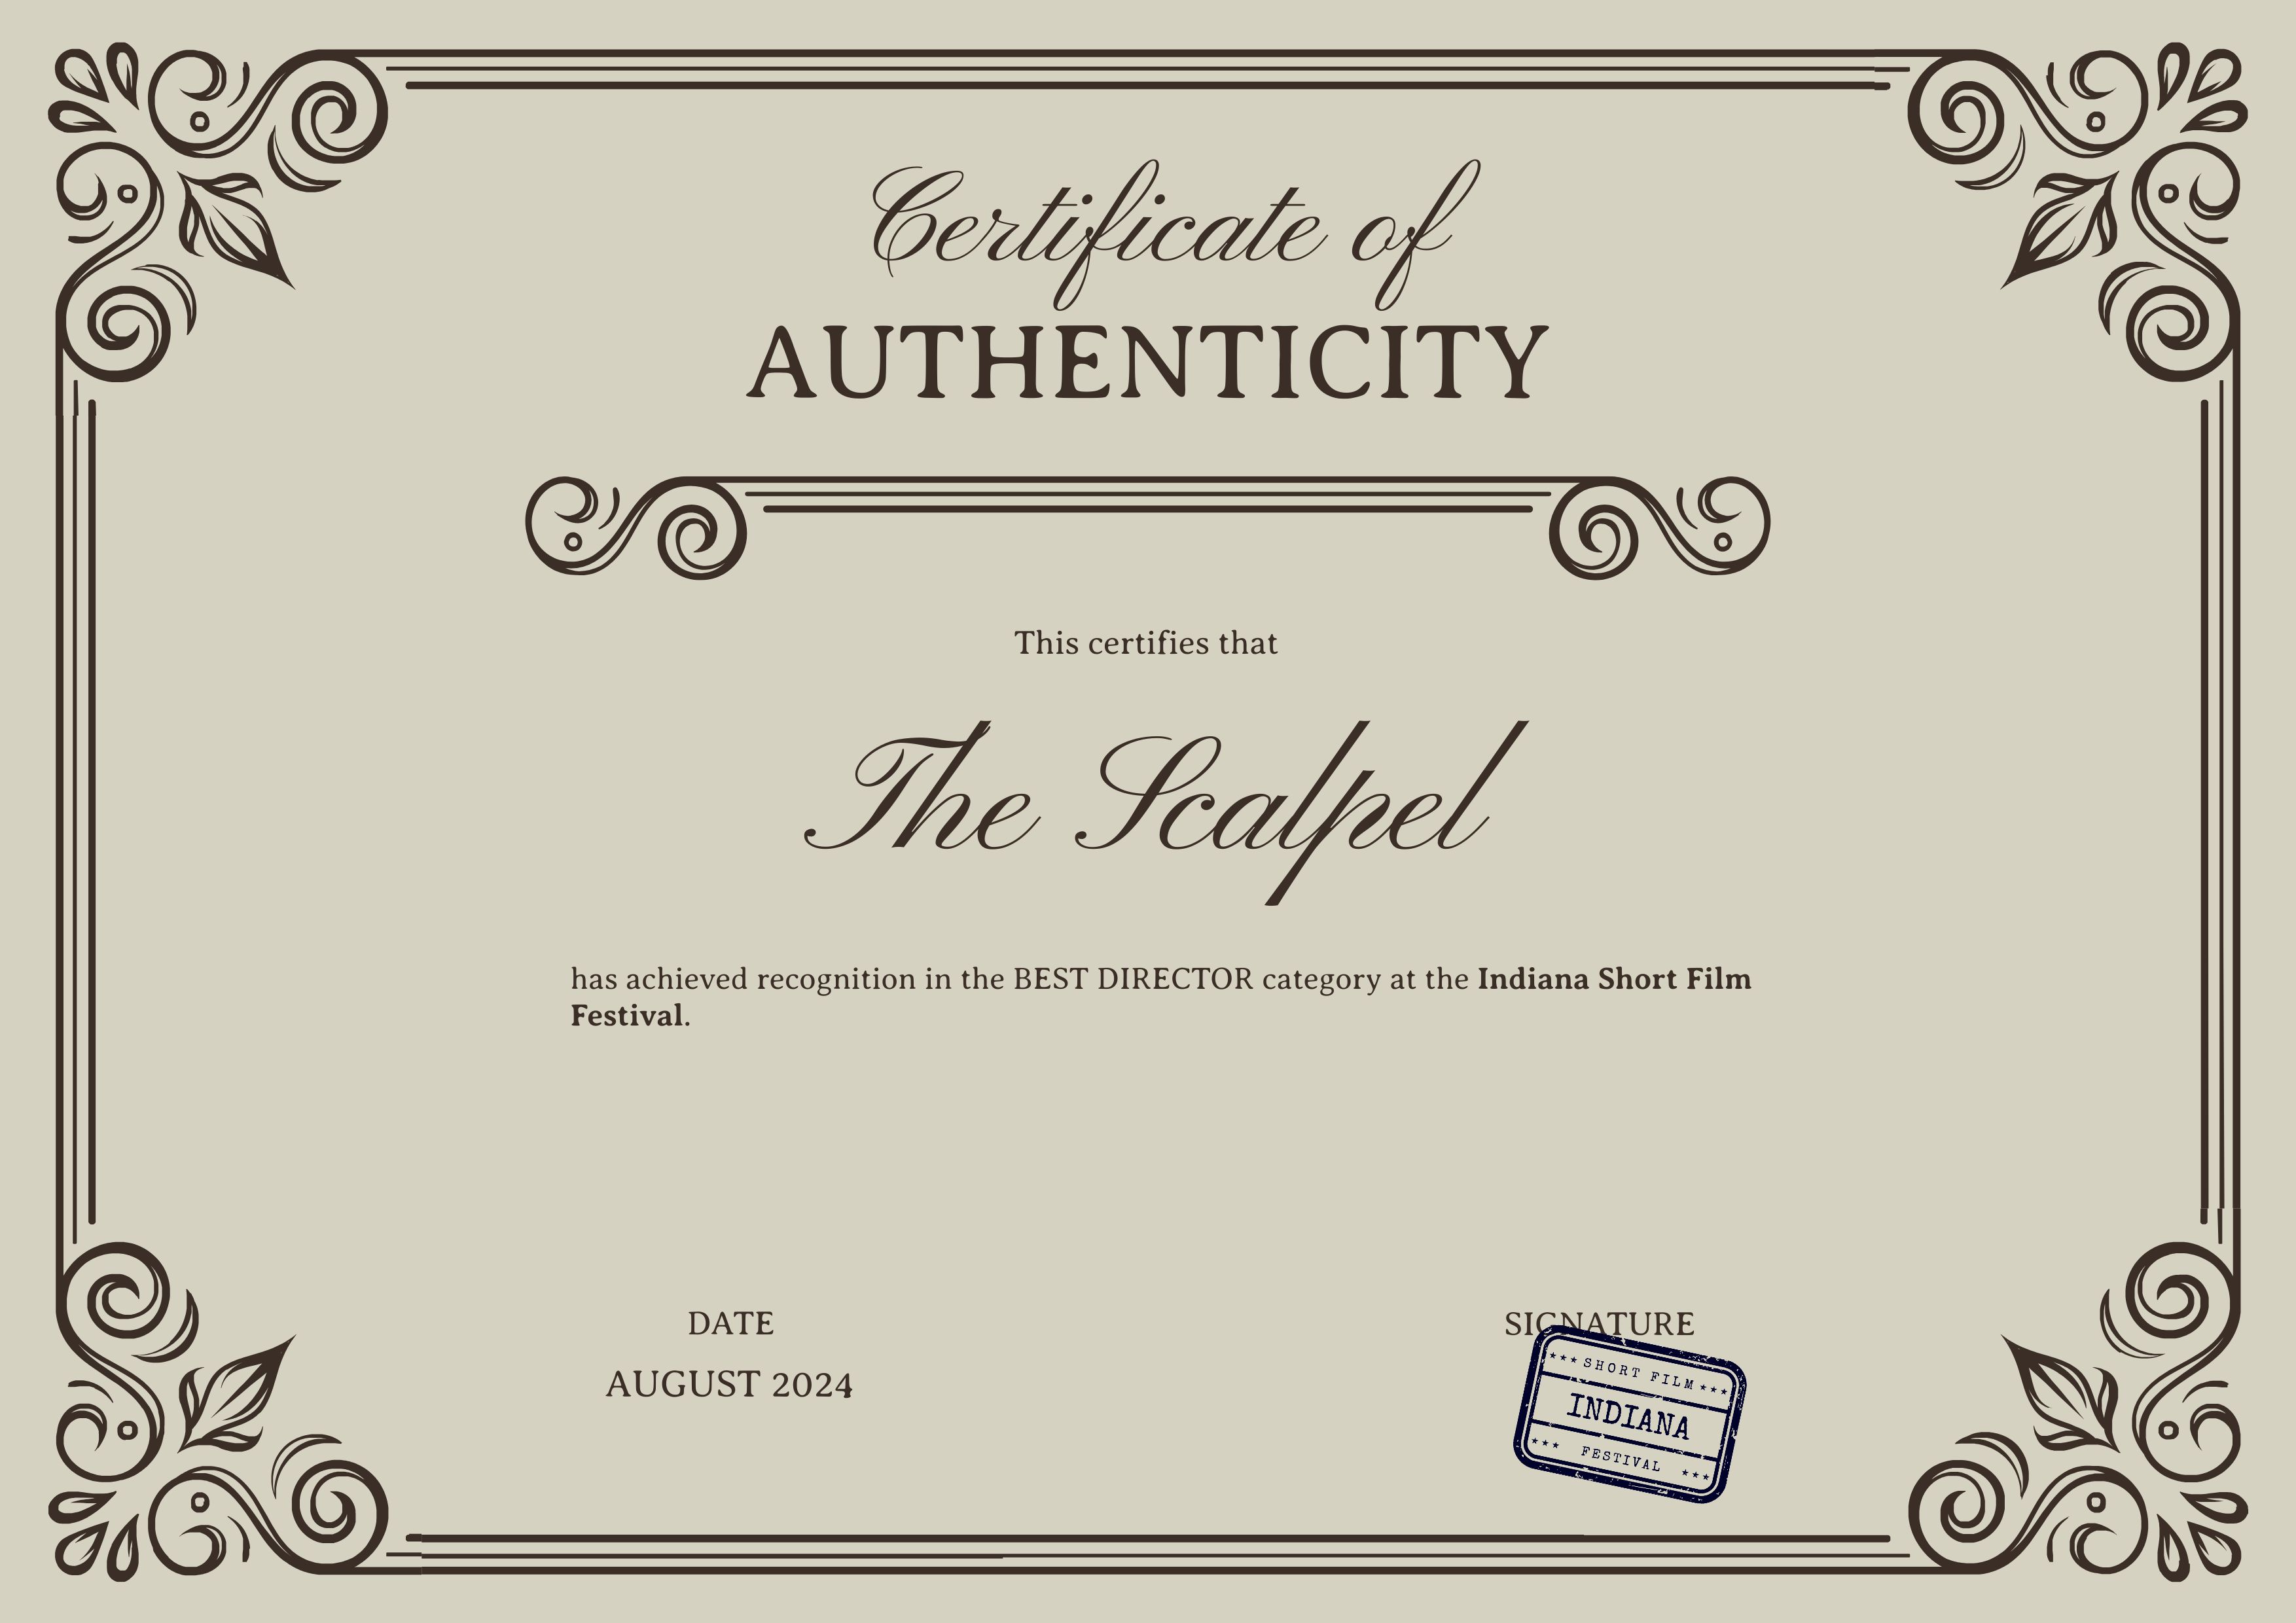 Certificate of
AUTHENTICITY
This certifies that
The Scalpel
has achieved recognition in the BEST DIRECTOR category at the Indiana Short Film
Festival.
DATE
AUGUST 2024
SIGNATURE
*** SHORT FILM ***
INDIANA
*** FESTIVAL ***